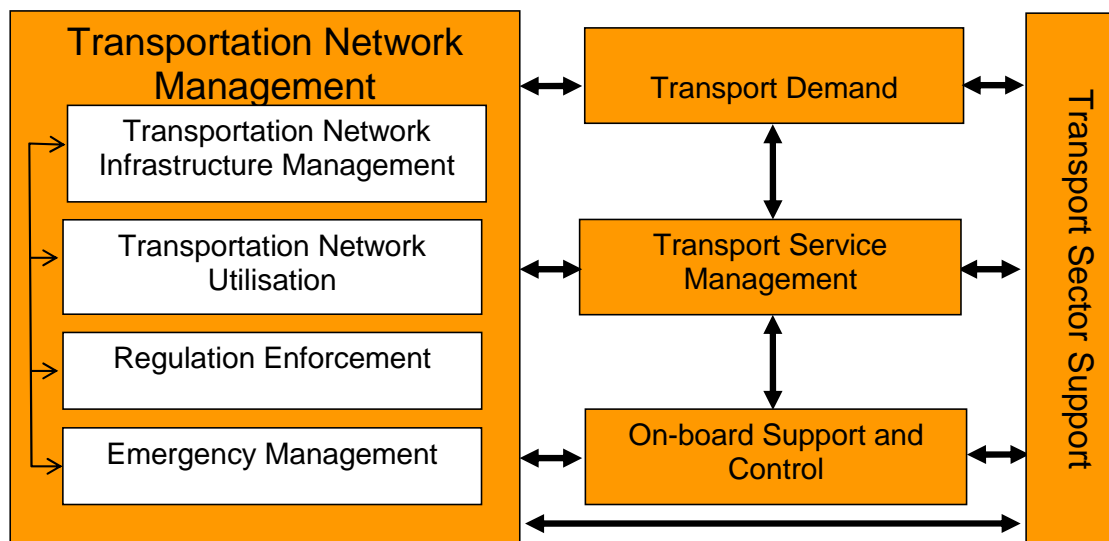 Transportation Network
Management
Transportation Network
Infrastructure Management
Transportation Network
Utilisation
Regulation Enforcement
Emergency Management
Transport Demand
Transport Service
Management
On-board Support and
Control
Transport Sector Support